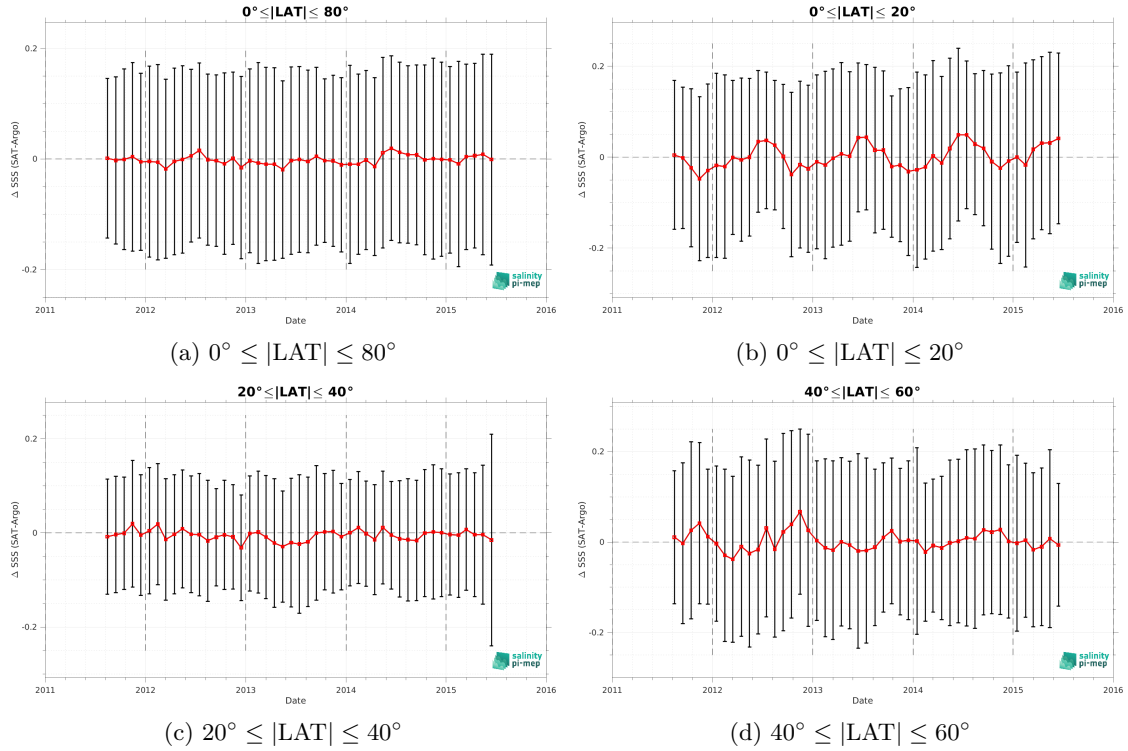 0°≤|LAT|≤ 80°
0.2
0
-0.2
Δ SSS (SAT-Argo)
2011 2012 2013 2014 2015 2016
Date
salinity
pi-mep
(a) 0° ≤ |LAT| ≤ 80°
0°≤|LAT|≤ 20°
0.2
0
-0.2
Δ SSS (SAT-Argo)
2011 2012 2013 2014 2015 2016
Date
salinity
pi-mep
(b) 0° ≤ |LAT| ≤ 20°
20°≤|LAT|≤ 40°
0.2
0
-0.2
Δ SSS (SAT-Argo)
2011 2012 2013 2014 2015 2016
Date
salinity
pi-mep
(c) 20° ≤ |LAT| ≤ 40°
40°≤|LAT|≤ 60°
0.2
0
-0.2
Δ SSS (SAT-Argo)
2011 2012 2013 2014 2015 2016
Date
salinity
pi-mep
(d) 40° ≤ |LAT| ≤ 60°